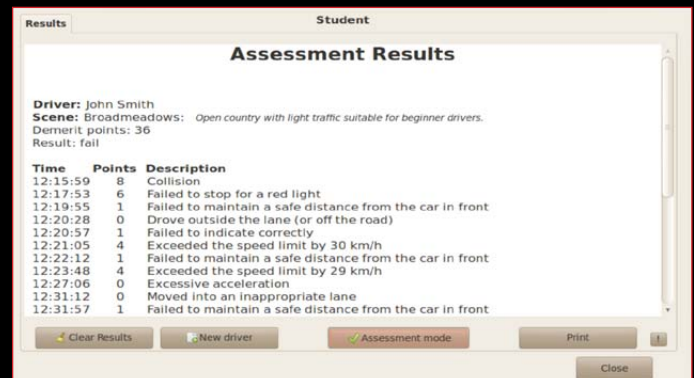 Results
Student
Assessment Results
Driver: John Smith
Scene: Broadmeadows: Open country with light traffic suitable for beginner drivers.
Demerit points: 36
Result: fail
Time Points Description
12:15:59 8 Collision
12:17:53 6 Failed to stop for a red light
12:19:55 1 Failed to maintain a safe distance from the car in front
12:20:28 0 Drove outside the lane (or off the road)
12:20:57 1 Failed to indicate correctly
12:21:05 4 Exceeded the speed limit by 30 km/h
12:22:12 1 Failed to maintain a safe distance from the car in front
12:23:48 4 Exceeded the speed limit by 29 km/h
12:27:06 0 Excessive acceleration
12:31:12 0 Moved into an inappropriate lane
12:31:57 1 Failed to maintain a safe distance from the car in front
Clear Results New driver Assessment mode Print !
Close